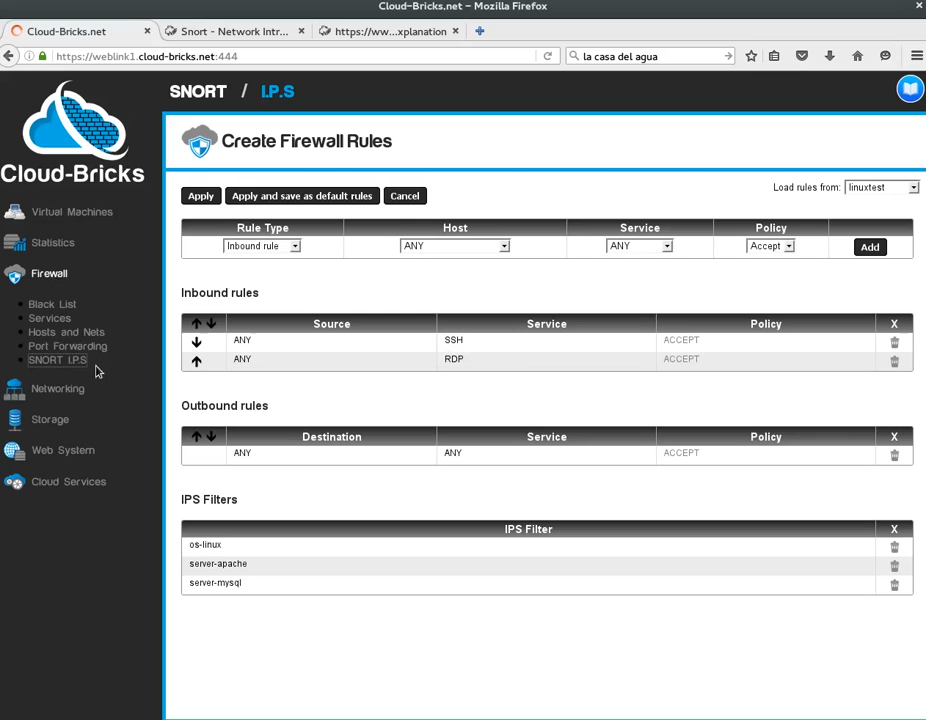 Cloud-Bricks.net – Mozilla Firefox
Cloud-Bricks.net
Snort - Network Intr...
https://ww...xplanation
https://weblink1.cloud-bricks.net:444
la casa del agua
Cloud-Bricks
Virtual Machines
Statistics
Firewall
Black List
Services
Hosts and Nets
Port Forwarding
SNORT I.P.S
Networking
Storage
Web System
Cloud Services
SNORT / I.P.S
Create Firewall Rules
Apply Apply and save as default rules Cancel
Load rules from: linuxtest
Rule Type Host Service Policy
Inbound rule ANY ANY Accept Add
Inbound rules
Source Service Policy X
ANY SSH ACCEPT
ANY RDP ACCEPT
Outbound rules
Destination Service Policy X
ANY ANY ACCEPT
IPS Filters
IPS Filter X
os-linux
server-apache
server-mysql